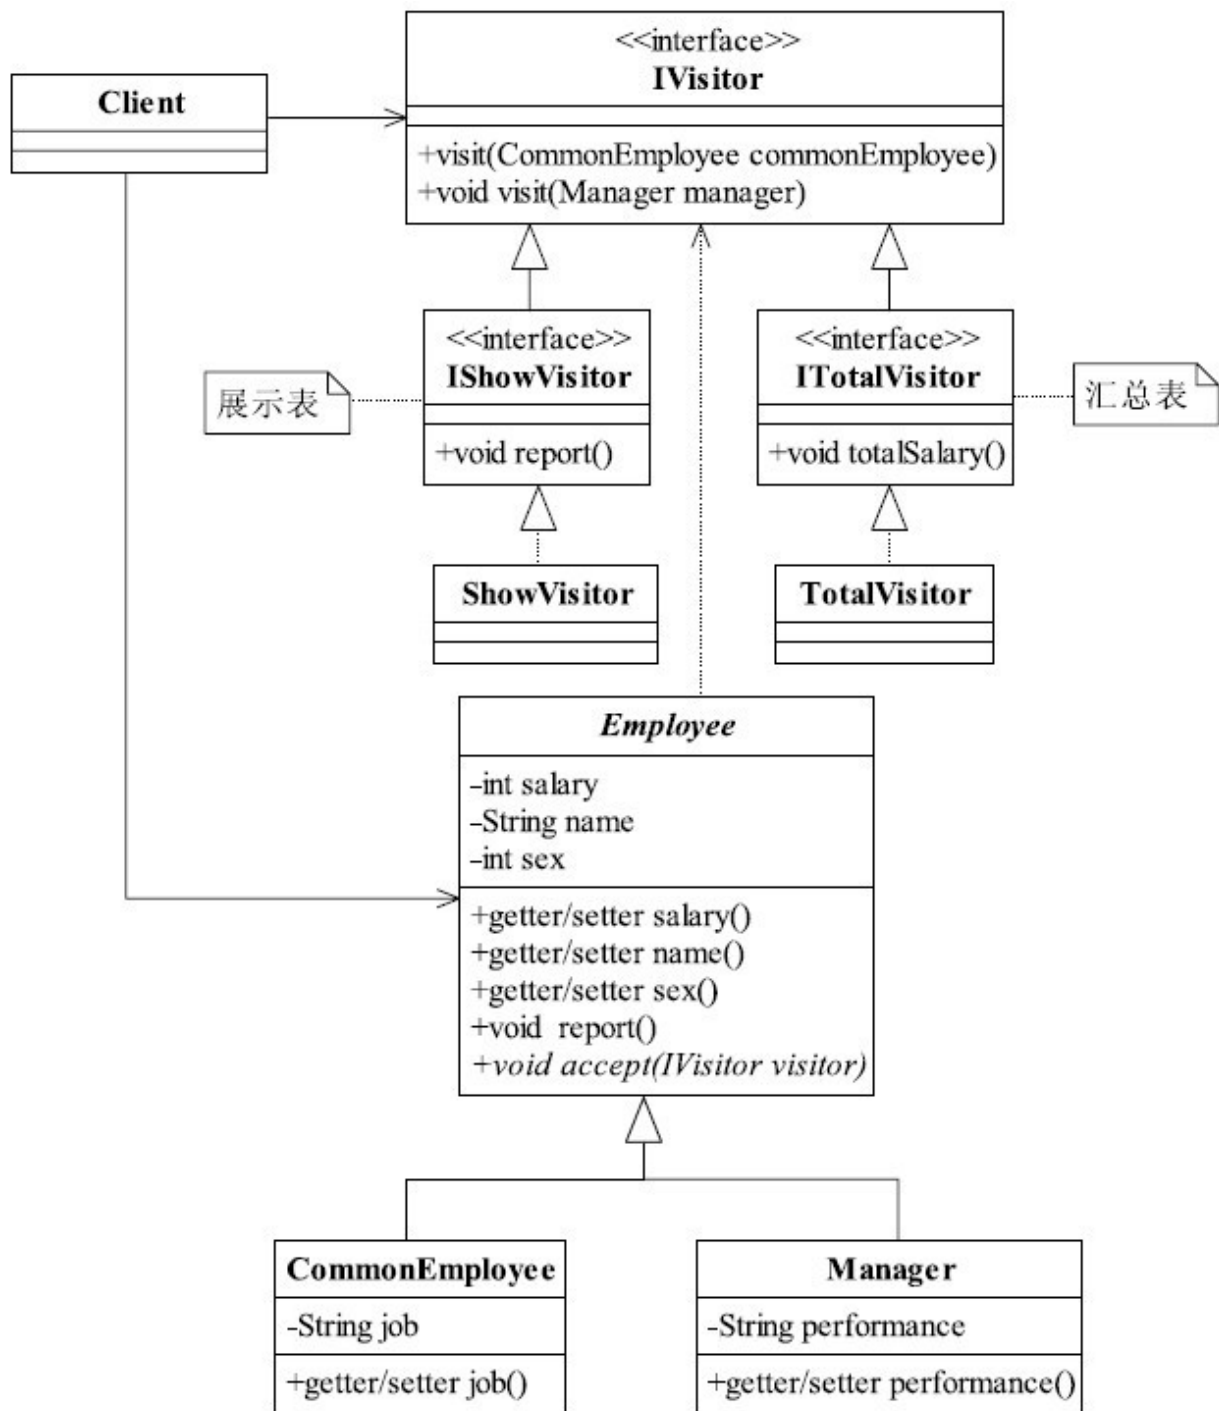 <<interface>>
IVisitor
Client
+visit(CommonEmployee commonEmployee)
+void visit(Manager manager)
<<interface>>
IShowVisitor
<<interface>>
ITotalVisitor
展示表
汇总表
+void report()
+void totalSalary()
ShowVisitor
TotalVisitor
Employee
-int salary
-String name
-int sex
+getter/setter salary()
+getter/setter name()
+getter/setter sex()
+void report()
+void accept(IVisitor visitor)
CommonEmployee
-String job
+getter/setter job()
Manager
-String performance
+getter/setter performance()